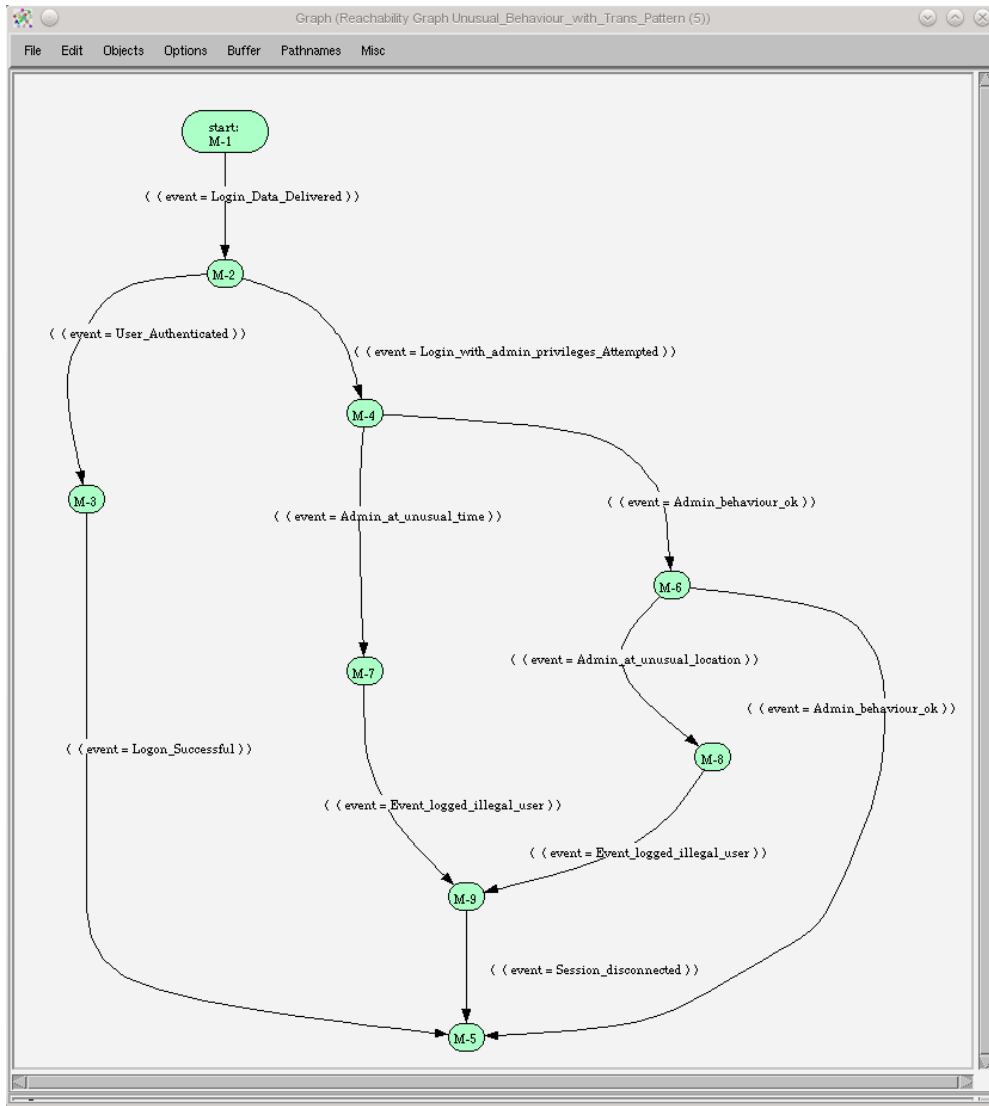 Graph (Reachability Graph Unusual_Behaviour_with_Trans_Pattern (5))
File Edit Objects Options Buffer Pathnames Misc
start:
M-1
( ( event = Login_Data_Delivered ) )
M-2
( ( event = User_Authenticated ) )
( ( event = Login_with_admin_privileges_Attempted ) )
M-4
M-3
( ( event = Admin_at_unusual_time ) )
( ( event = Admin_behaviour_ok ) )
M-6
( ( event = Admin_at_unusual_location ) )
M-7
( ( event = Admin_behaviour_ok ) )
( ( event = Logon_Successful ) )
M-8
( ( event = Event_logged_illegal_user ) )
( ( event = Event_logged_illegal_user ) )
M-9
( ( event = Session_disconnected ) )
M-5